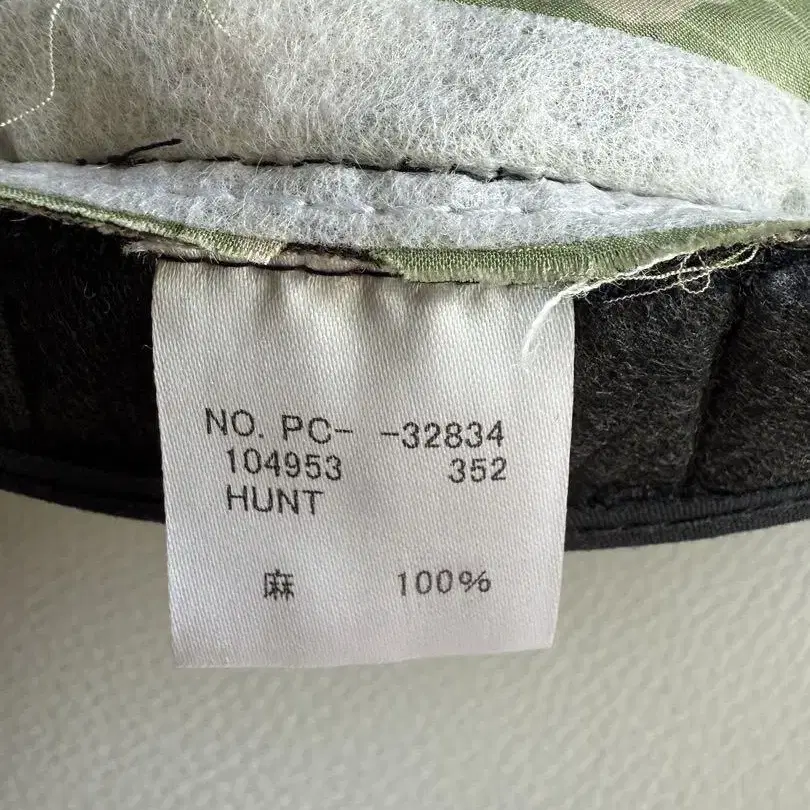 NO. PC- -32834
104953 352
HUNT
麻 100%